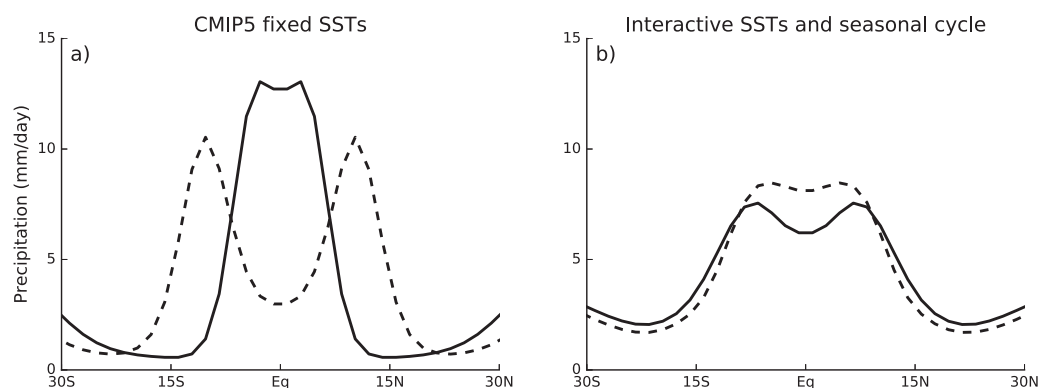 CMIP5 fixed SSTs
a)
Precipitation (mm/day)
15
10
5
0
30S 15S Eq 15N 30N
Interactive SSTs and seasonal cycle
b)
15
10
5
0
30S 15S Eq 15N 30N